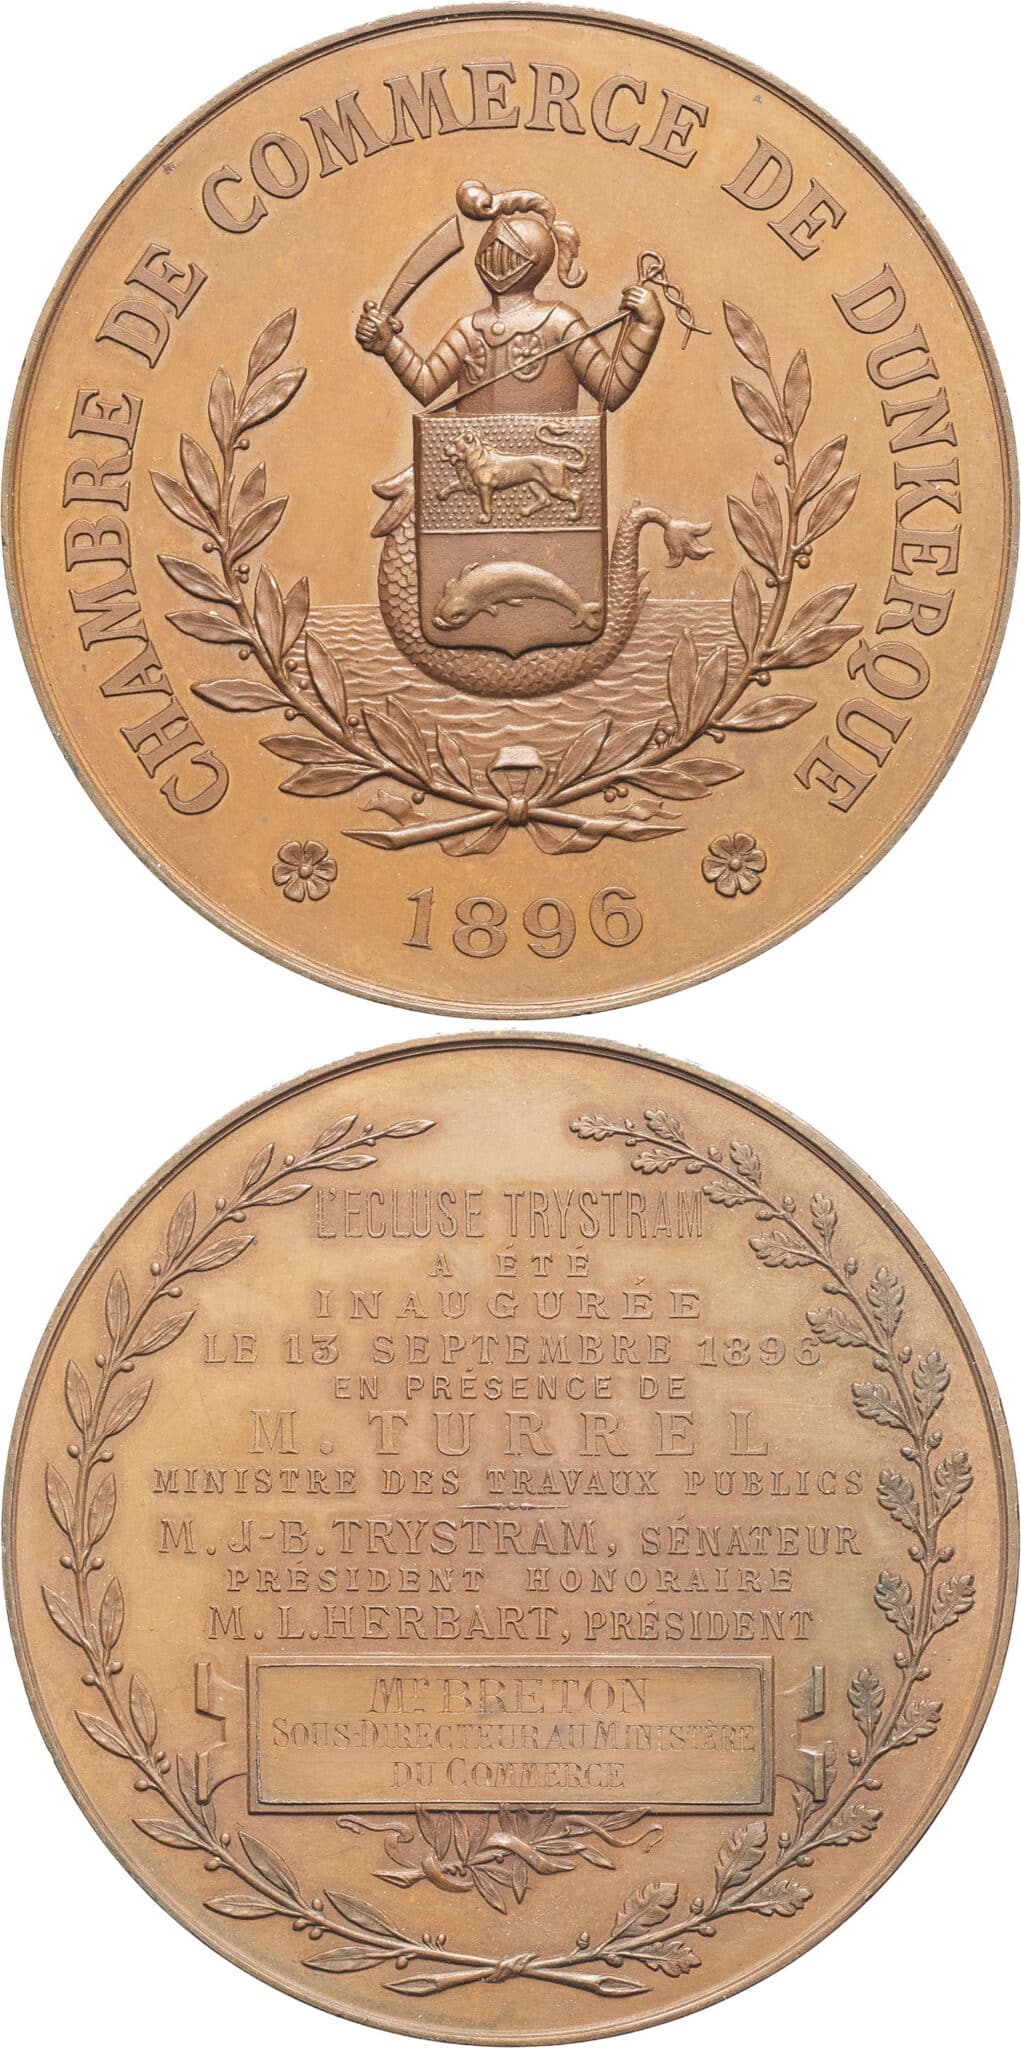 CHAMBRE DE COMMERCE DE DUNKERQUE
1896
L'ECLUSE TRYSTRAM
A ÉTÉ
INAUGURÉE
LE 13 SEPTEMBRE 1896
EN PRÉSENCE DE
M. TURREL
MINISTRE DES TRAVAUX PUBLICS
M. J-B. TRYSTRAM, SÉNATEUR
PRÉSIDENT HONORAIRE
M. L. HERBART, PRÉSIDENT
Mr BRETON
SOUS-DIRECTEUR AU MINISTÈRE
DU COMMERCE